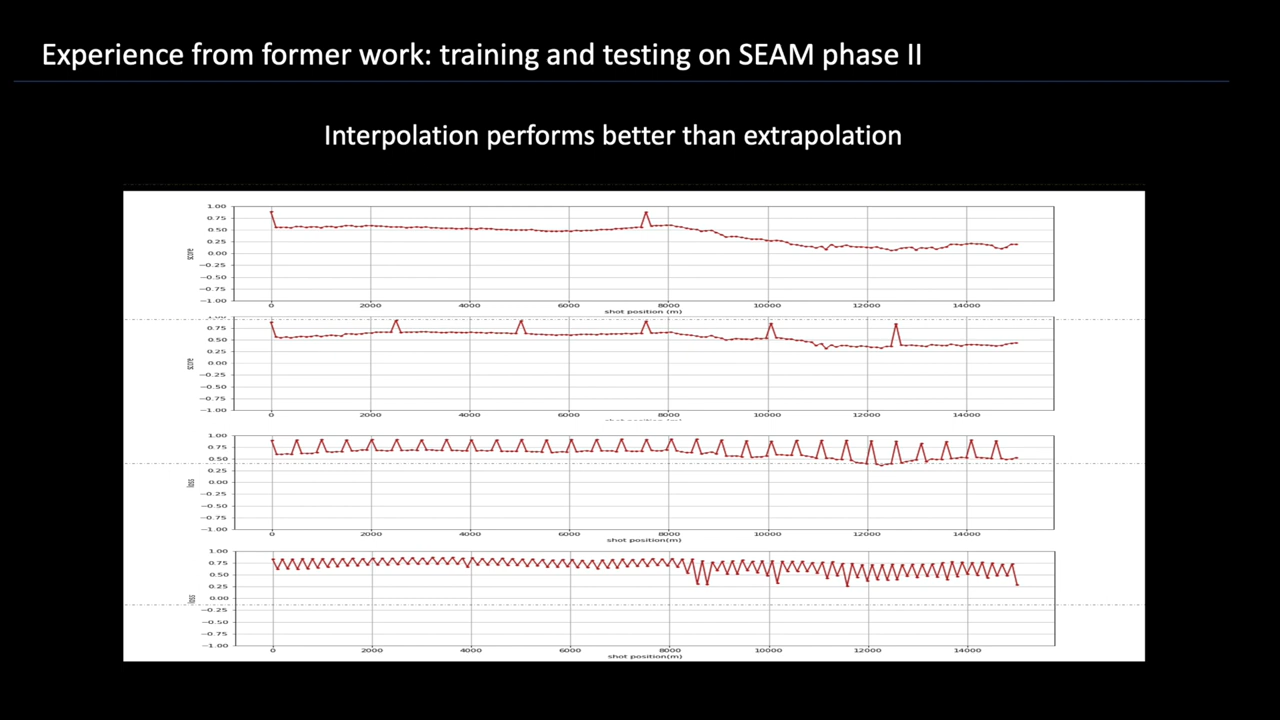 Experience from former work: training and testing on SEAM phase II
Interpolation performs better than extrapolation
1.00
0.75
0.50
0.25
0.00
−0.25
−0.50
−0.75
−1.00
score
0 2000 4000 6000 8000 10000 12000 14000
shot position (m)
0.75
0.50
0.25
0.00
−0.25
−0.50
−0.75
−1.00
score
0 2000 4000 6000 8000 10000 12000 14000
1.00
0.75
0.50
0.25
0.00
−0.25
−0.50
−0.75
−1.00
loss
0 2000 4000 6000 8000 10000 12000 14000
shot position(m)
1.00
0.75
0.50
0.25
0.00
−0.25
−0.50
−0.75
−1.00
loss
0 2000 4000 6000 8000 10000 12000 14000
shot position(m)